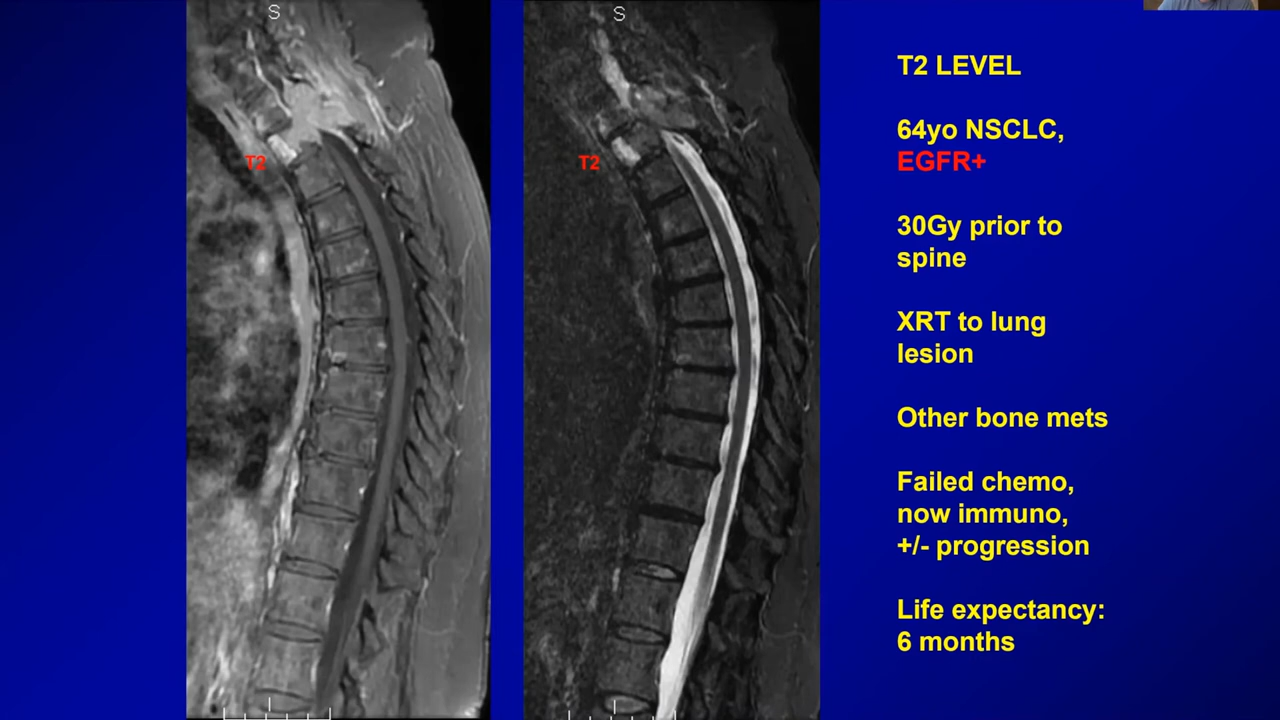 S
T2
S
T2
T2 LEVEL
64yo NSCLC,
EGFR+
30Gy prior to
spine
XRT to lung
lesion
Other bone mets
Failed chemo,
now immuno,
+/- progression
Life expectancy:
6 months